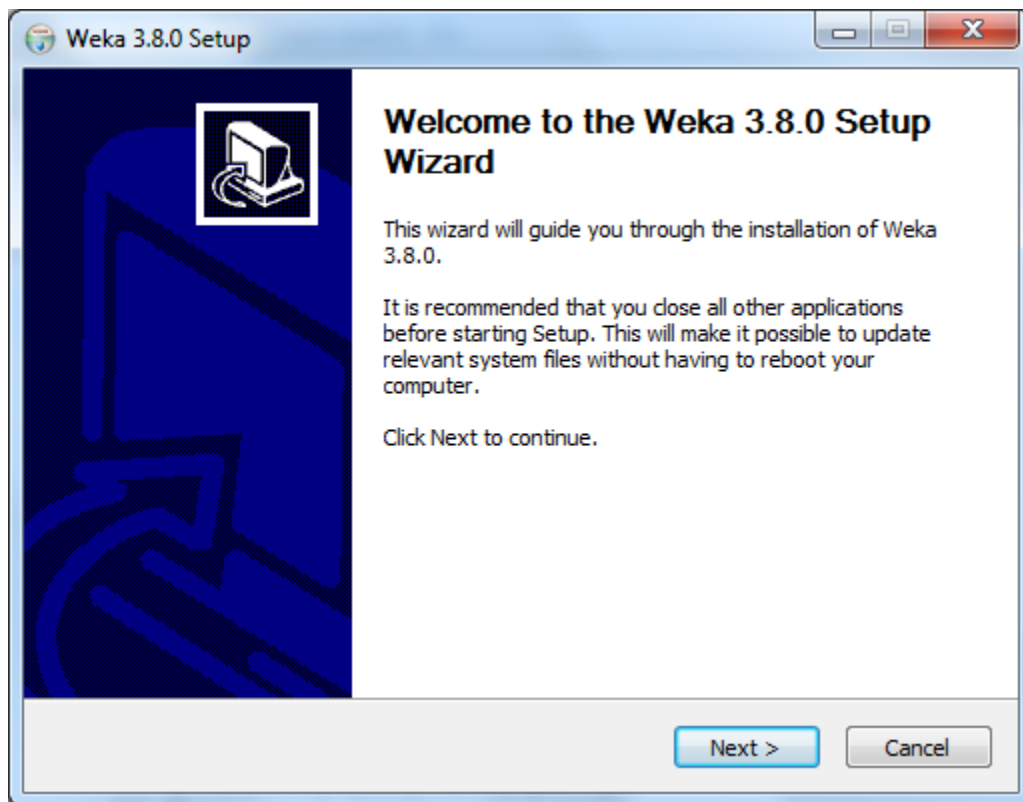 Weka 3.8.0 Setup
Welcome to the Weka 3.8.0 Setup
Wizard
This wizard will guide you through the installation of Weka
3.8.0.
It is recommended that you close all other applications
before starting Setup. This will make it possible to update
relevant system files without having to reboot your
computer.
Click Next to continue.
Next >
Cancel